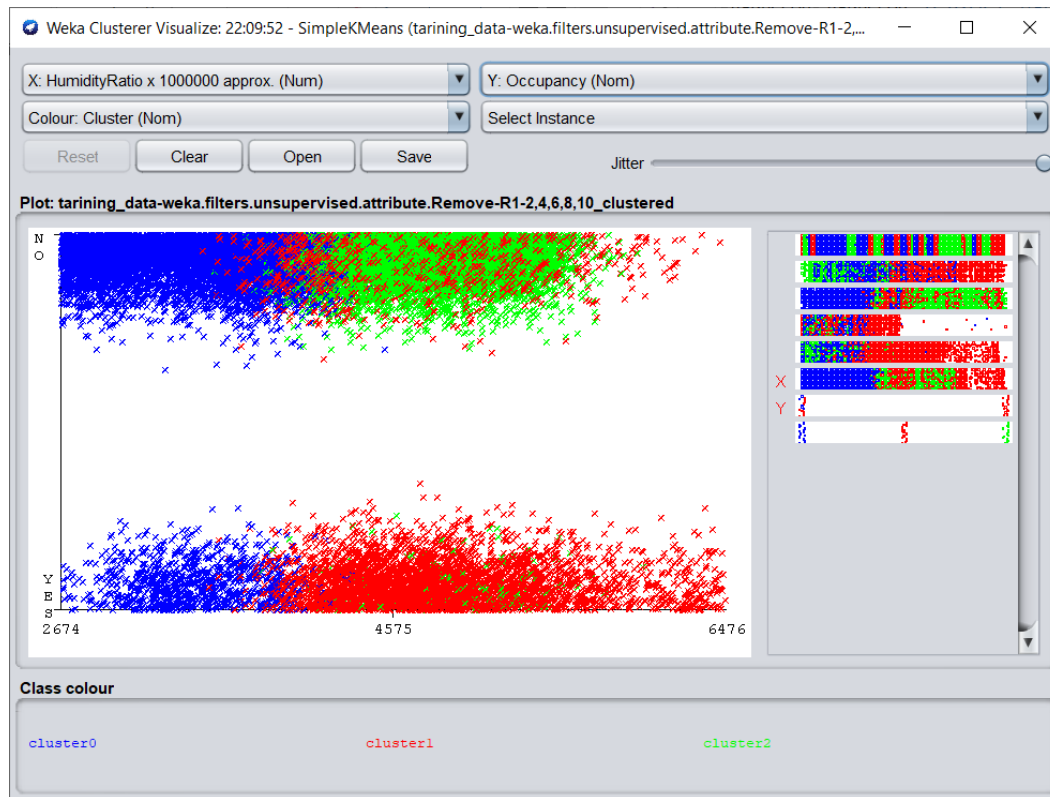 Weka Clusterer Visualize: 22:09:52 - SimpleKMeans (tarining_data-weka.filters.unsupervised.attribute.Remove-R1-2,...
X: HumidityRatio x 1000000 approx. (Num)
Y: Occupancy (Nom)
Colour: Cluster (Nom)
Select Instance
Reset
Clear
Open
Save
Jitter
Plot: tarining_data-weka.filters.unsupervised.attribute.Remove-R1-2,4,6,8,10_clustered
NO
X
Y
YES
2674
4575
6476
Class colour
cluster0
cluster1
cluster2